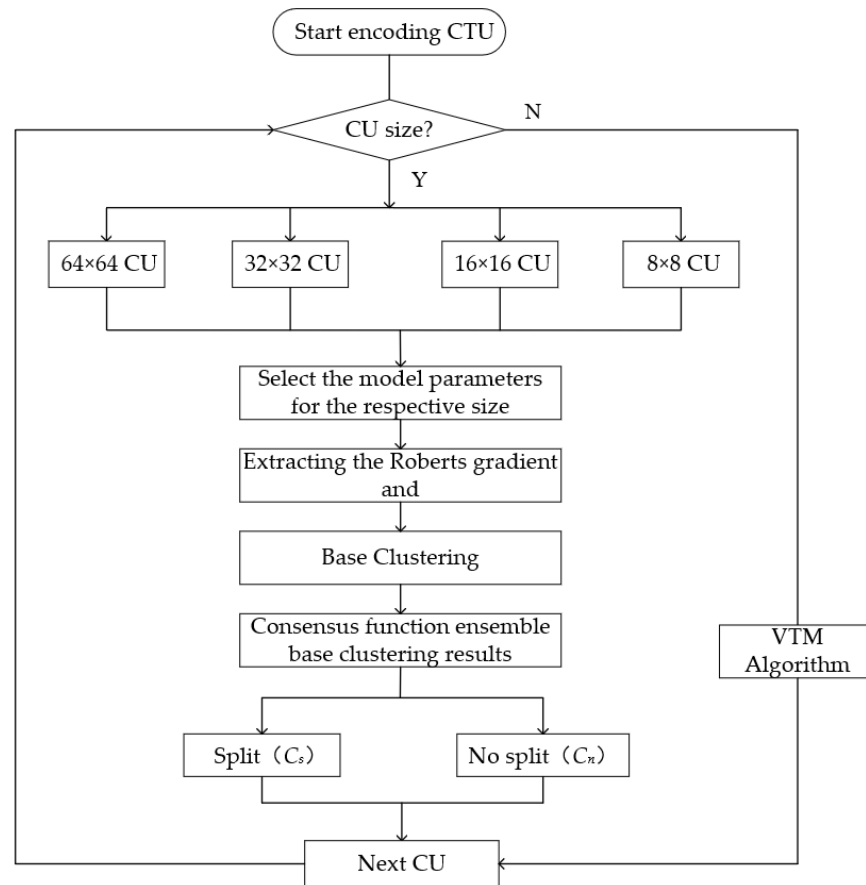 Start encoding CTU
N
CU size?
Y
64×64 CU
32×32 CU
16×16 CU
8×8 CU
Select the model parameters
for the respective size
Extracting the Roberts gradient
and
Base Clustering
Consensus function ensemble
base clustering results
VTM
Algorithm
Split（Cs）
No split（Cn）
Next CU